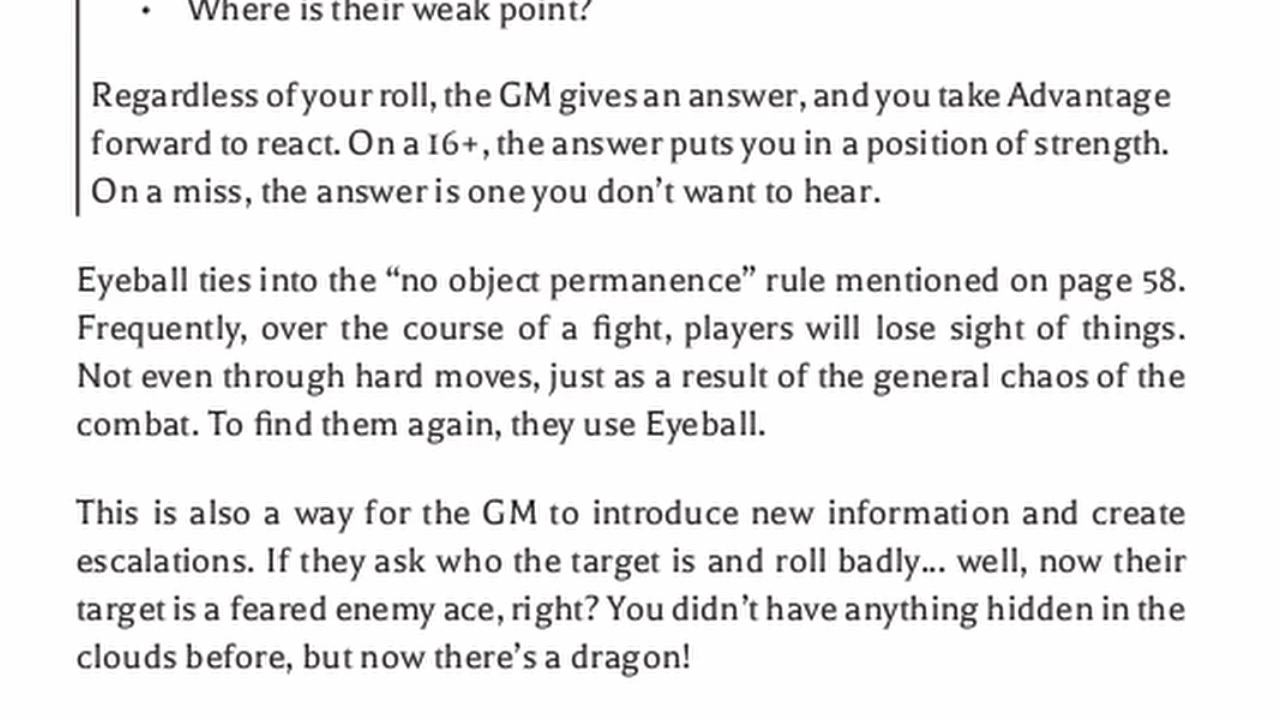 • Where is their weak point?
Regardless of your roll, the GM gives an answer, and you take Advantage
forward to react. On a 16+, the answer puts you in a position of strength.
On a miss, the answer is one you don’t want to hear.
Eyeball ties into the “no object permanence” rule mentioned on page 58.
Frequently, over the course of a fight, players will lose sight of things.
Not even through hard moves, just as a result of the general chaos of the
combat. To find them again, they use Eyeball.
This is also a way for the GM to introduce new information and create
escalations. If they ask who the target is and roll badly... well, now their
target is a feared enemy ace, right? You didn’t have anything hidden in the
clouds before, but now there’s a dragon!